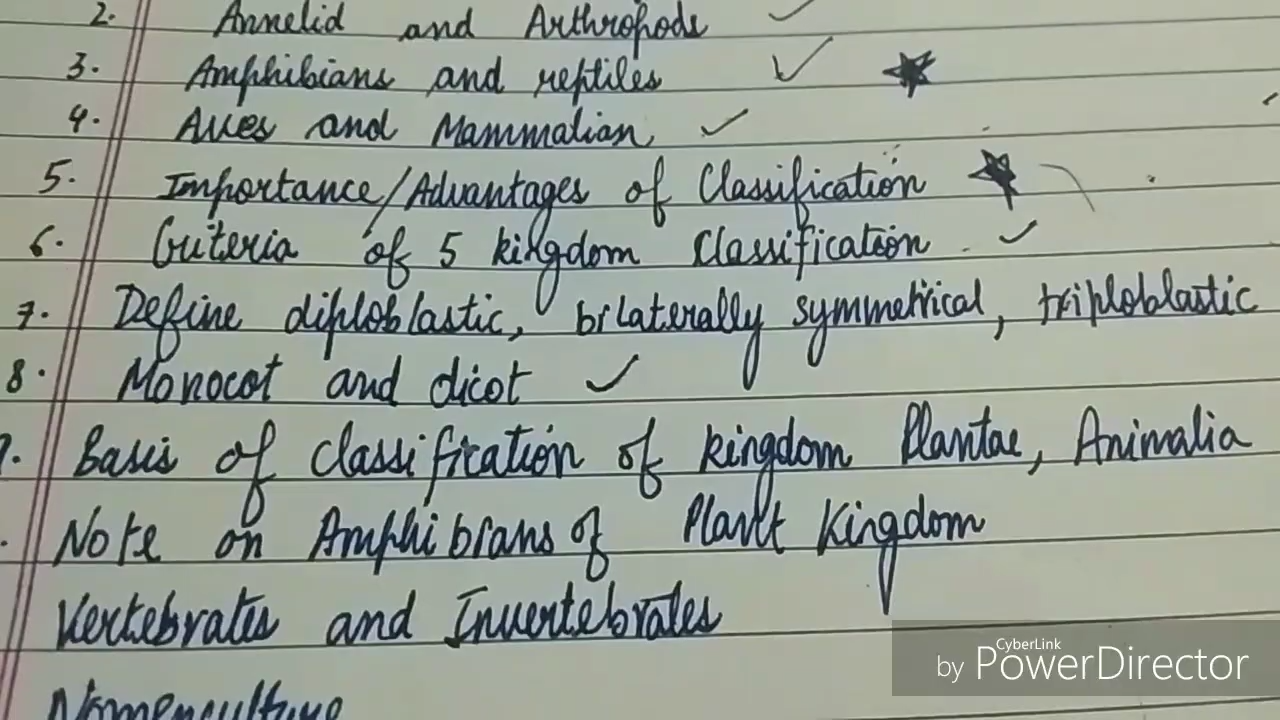 2. Annelid and Arthropods
3. Amphibians and reptiles
4. Aves and Mammalian
5. Importance/Advantages of Classification
6. Criteria of 5 kingdom Classification
7. Define diploblastic, bilaterally symmetrical, triploblastic
8. Monocot and dicot
9. Basis of classification of kingdom Plantae, Animalia
. Note on Amphibians of Plant Kingdom
Vertebrates and Invertebrates
Nomenculture
CyberLink
by PowerDirector